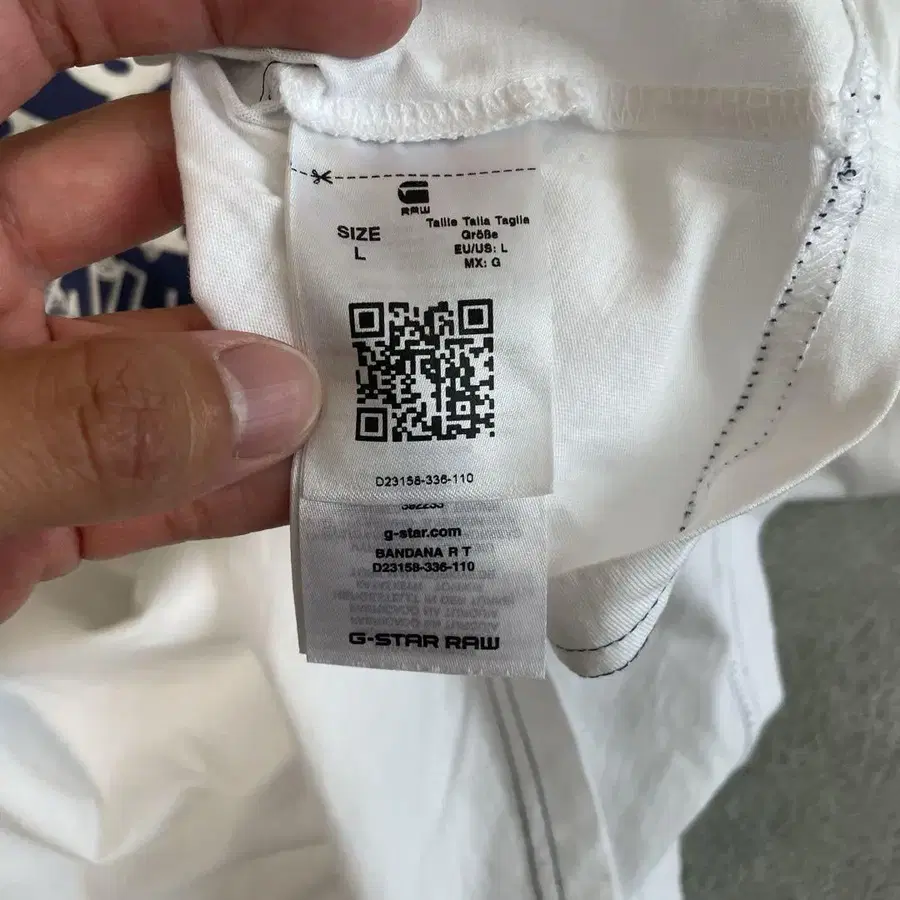 RAW
SIZE
L
Taille Talla Taglia
Größe
EU/US: L
MX: G
D23158-336-110
g-star.com
BANDANA R T
D23158-336-110
G-STAR RAW